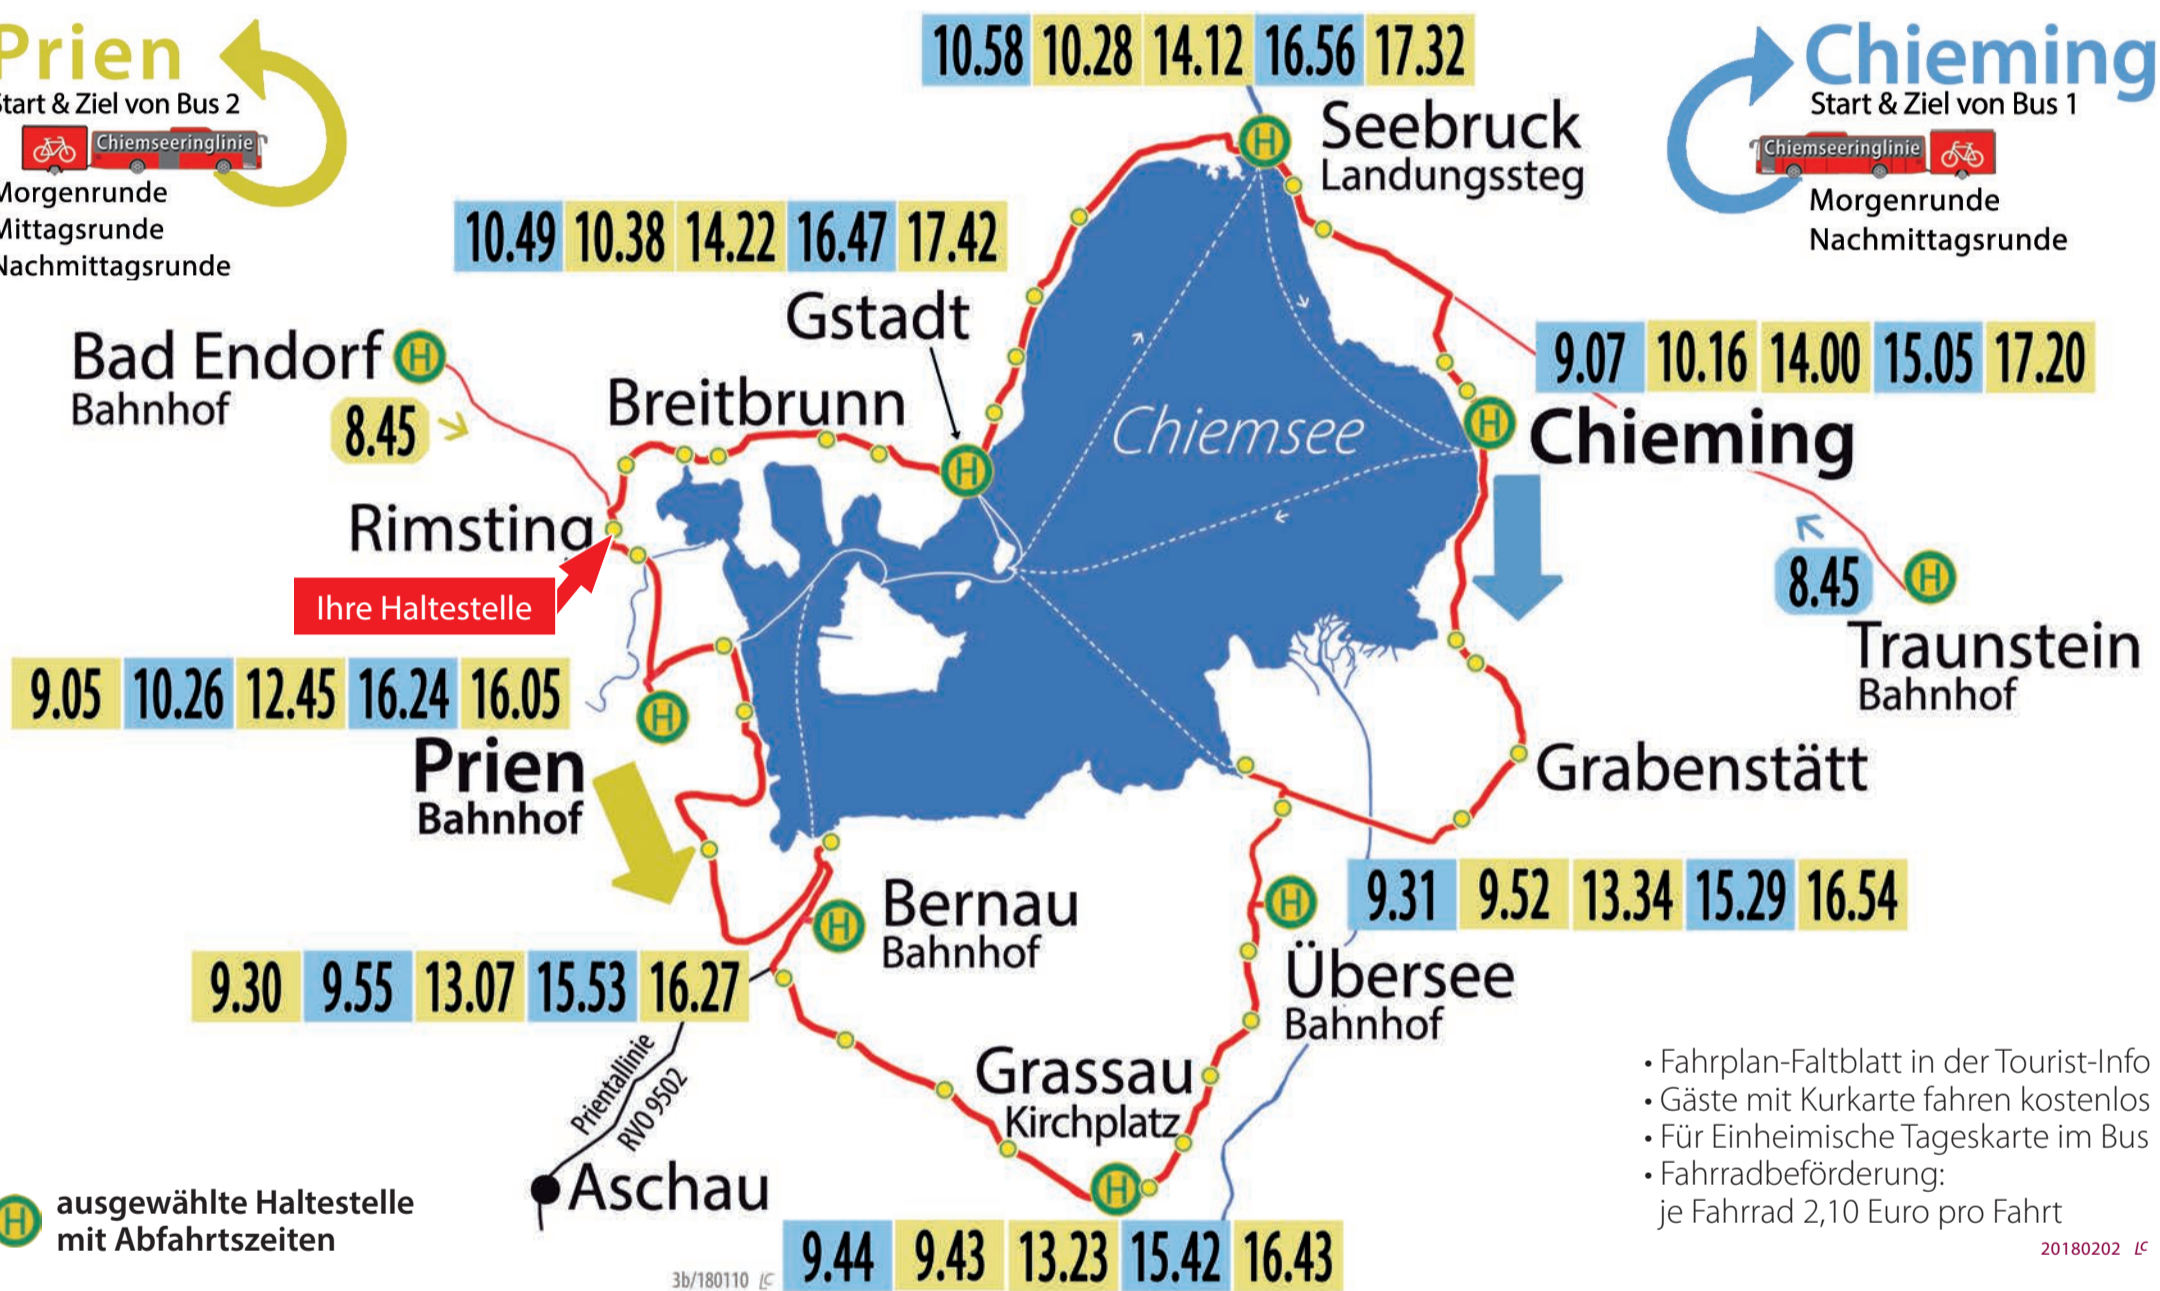 10.58 10.28 14.12 16.56 17.32
Prien
Start & Ziel von Bus 2
Chiemseeringlinie
Morgenrunde
Mittagsrunde
Nachmittagsrunde
Chieming
Start & Ziel von Bus 1
Chiemseeringlinie
Morgenrunde
Nachmittagsrunde
Seebruck
Landungssteg
10.49 10.38 14.22 16.47 17.42
Gstadt
H
H
Bad Endorf H
Bahnhof
8.45
Breitbrunn
9.07 10.16 14.00 15.05 17.20
Chiemsee
H Chieming
Rimsting
Ihre Haltestelle
8.45
H
Traunstein
Bahnhof
9.05 10.26 12.45 16.24 16.05
H
Prien
Bahnhof
Grabenstätt
H
Bernau
Bahnhof
H
9.31 9.52 13.34 15.29 16.54
Übersee
Bahnhof
9.30 9.55 13.07 15.53 16.27
Prientallinie
RVO 9502
Aschau
Grassau
Kirchplatz
H
9.44 9.43 13.23 15.42 16.43
• Fahrplan-Faltblatt in der Tourist-Info
• Gäste mit Kurkarte fahren kostenlos
• Für Einheimische Tageskarte im Bus
• Fahrradbeförderung:
je Fahrrad 2,10 Euro pro Fahrt
20180202 LC
H
ausgewählte Haltestelle
mit Abfahrtszeiten
3b/180110 LC